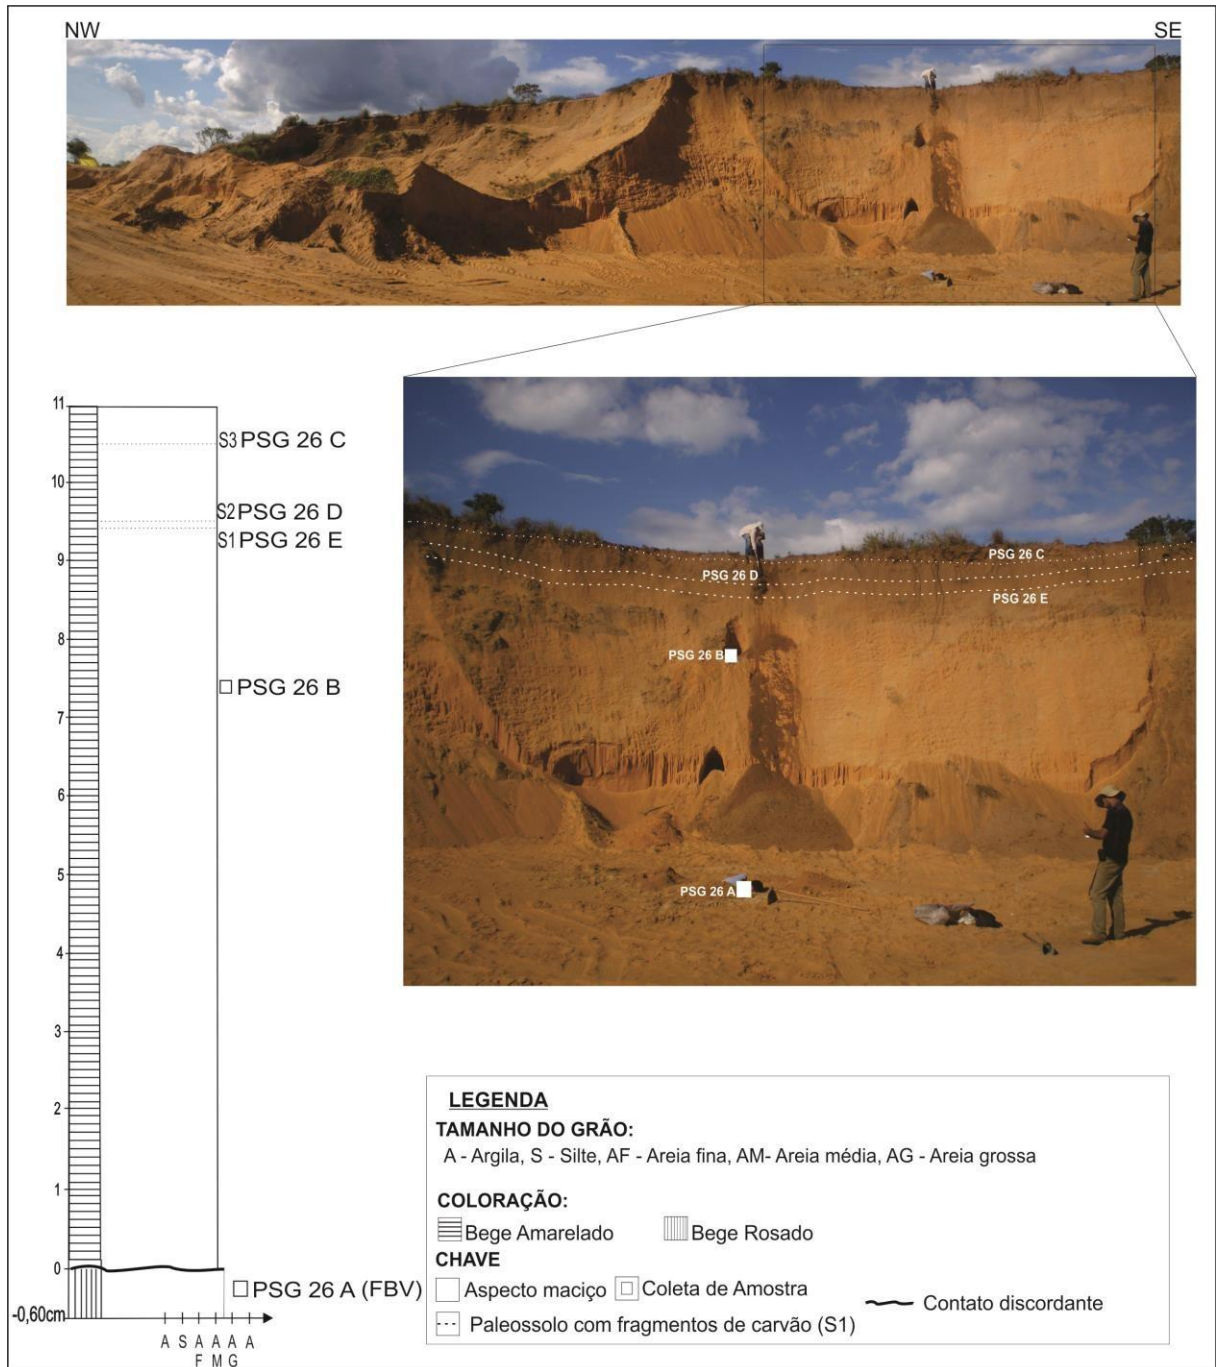 NW SE
11
S3 PSG 26 C
10
S2 PSG 26 D
S1 PSG 26 E
9
8
PSG 26 B
7
6
5
4
3
2
1
0
PSG 26 A (FBV)
-0,60cm
A S A A A A
F M G
PSG 26 C
PSG 26 D
PSG 26 E
PSG 26 B
PSG 26 A
LEGENDA
TAMANHO DO GRÃO:
A - Argila, S - Silte, AF - Areia fina, AM- Areia média, AG - Areia grossa
COLORAÇÃO:
Bege Amarelado Bege Rosado
CHAVE
Aspecto maciço Coleta de Amostra
Contato discordante
Paleossolo com fragmentos de carvão (S1)